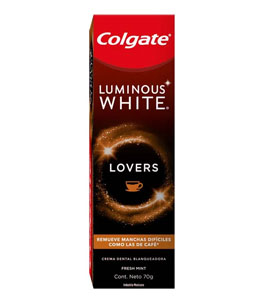 Colgate
LUMINOUS
WHITE
LOVERS
REMUEVE MANCHAS DIFÍCILES
COMO LAS DE CAFÉ*
CREMA DENTAL BLANQUEADORA
FRESH MINT
Cont. Neto 70g